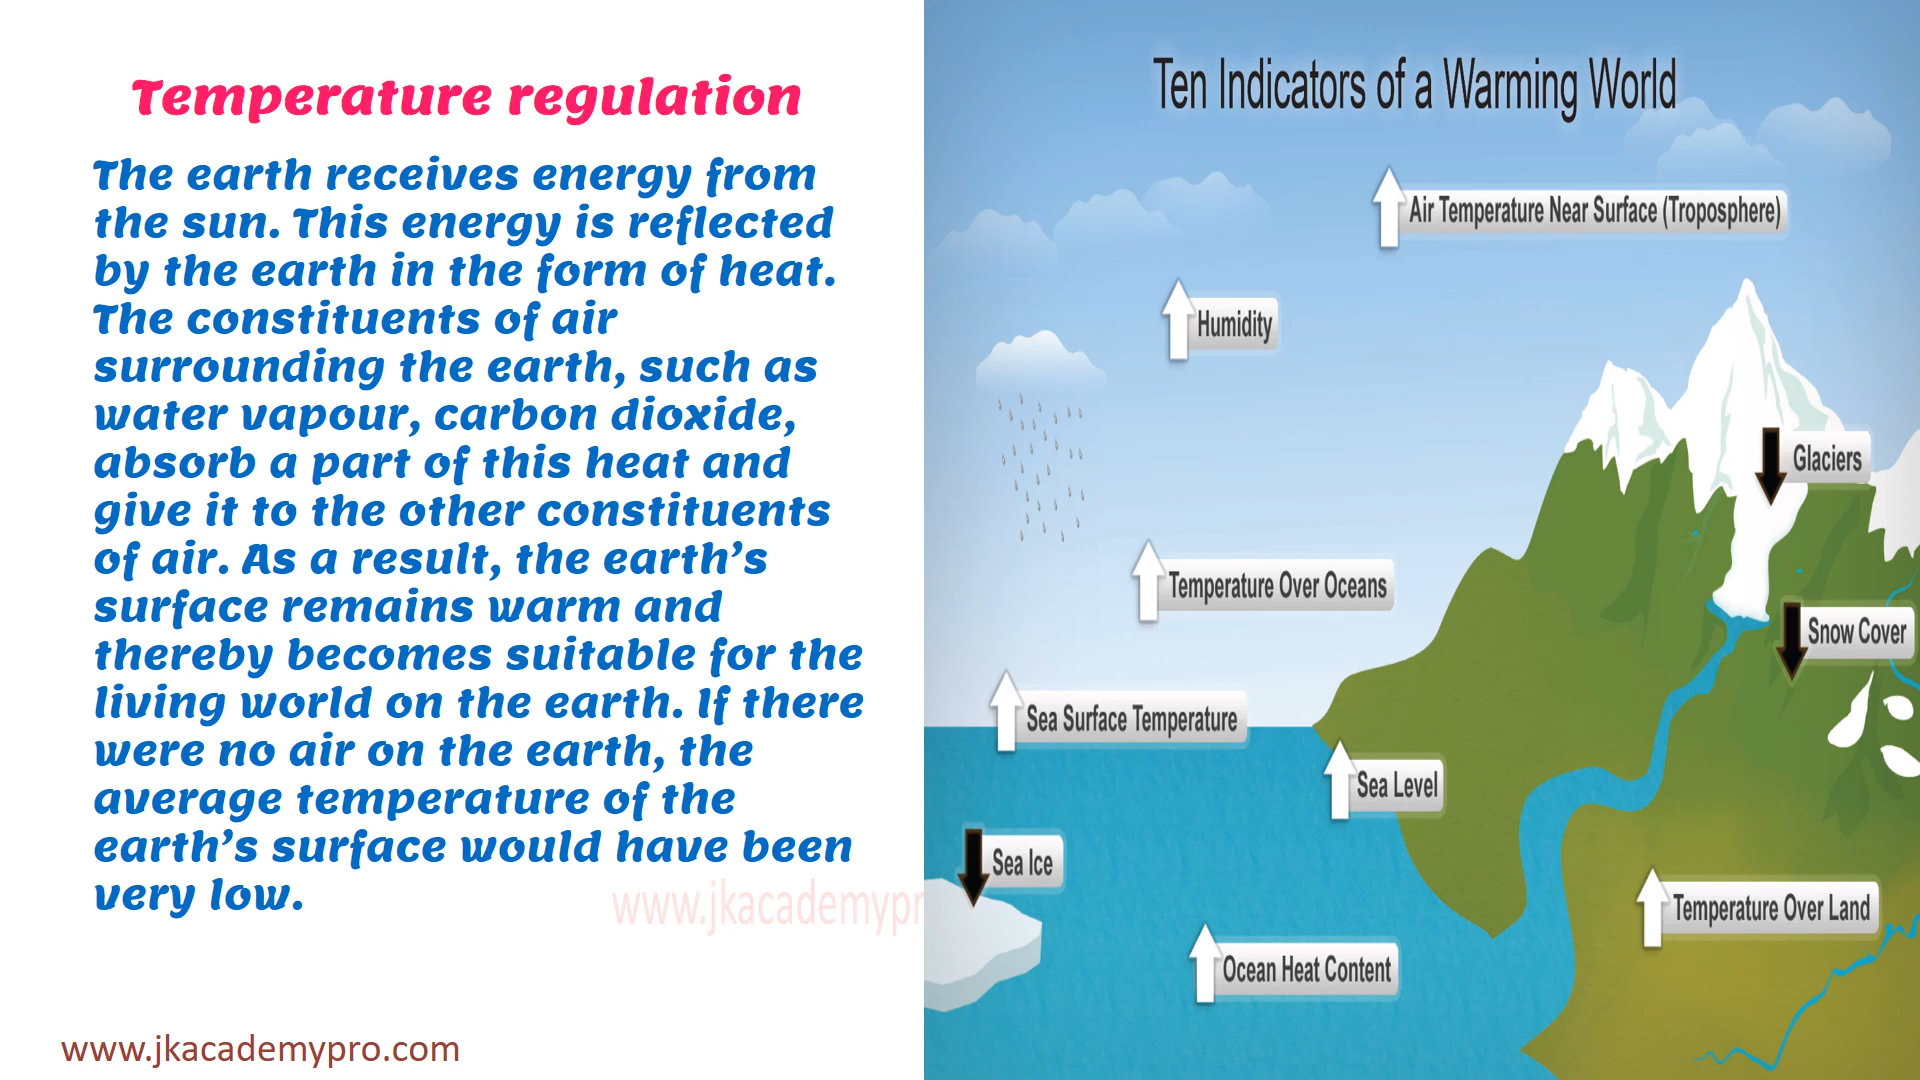 Temperature regulation
The earth receives energy from
the sun. This energy is reflected
by the earth in the form of heat.
The constituents of air
surrounding the earth, such as
water vapour, carbon dioxide,
absorb a part of this heat and
give it to the other constituents
of air. As a result, the earth's
surface remains warm and
thereby becomes suitable for the
living world on the earth. If there
were no air on the earth, the
average temperature of the
earth's surface would have been
very low.
www.jkacademypr
www.jkacademypro.com
Ten Indicators of a Warming World
Air Temperature Near Surface (Troposphere)
Humidity
Glaciers
Temperature Over Oceans
Snow Cover
Sea Surface Temperature
Sea Level
Sea Ice
Temperature Over Land
Ocean Heat Content